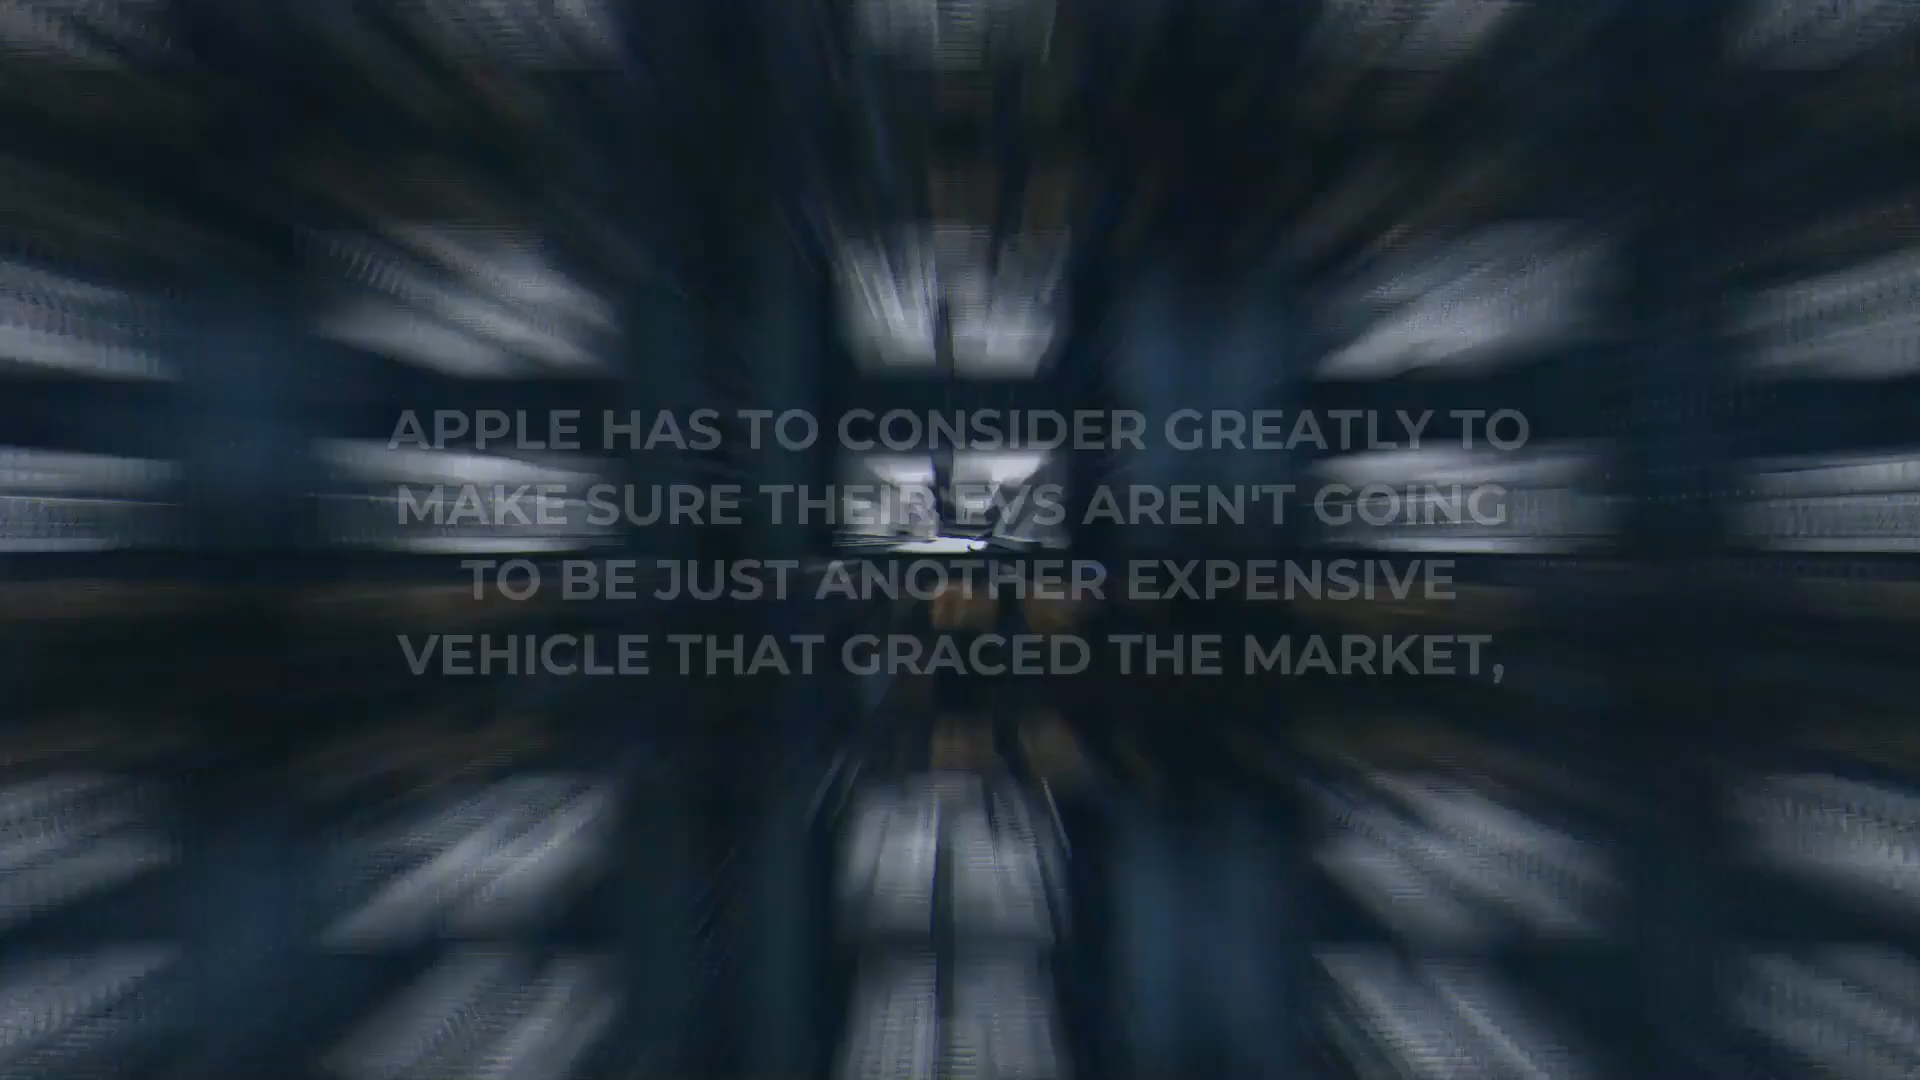 APPLE HAS TO CONSIDER GREATLY TO
MAKE SURE THEIR EVS AREN'T GOING
TO BE JUST ANOTHER EXPENSIVE
VEHICLE THAT GRACED THE MARKET,